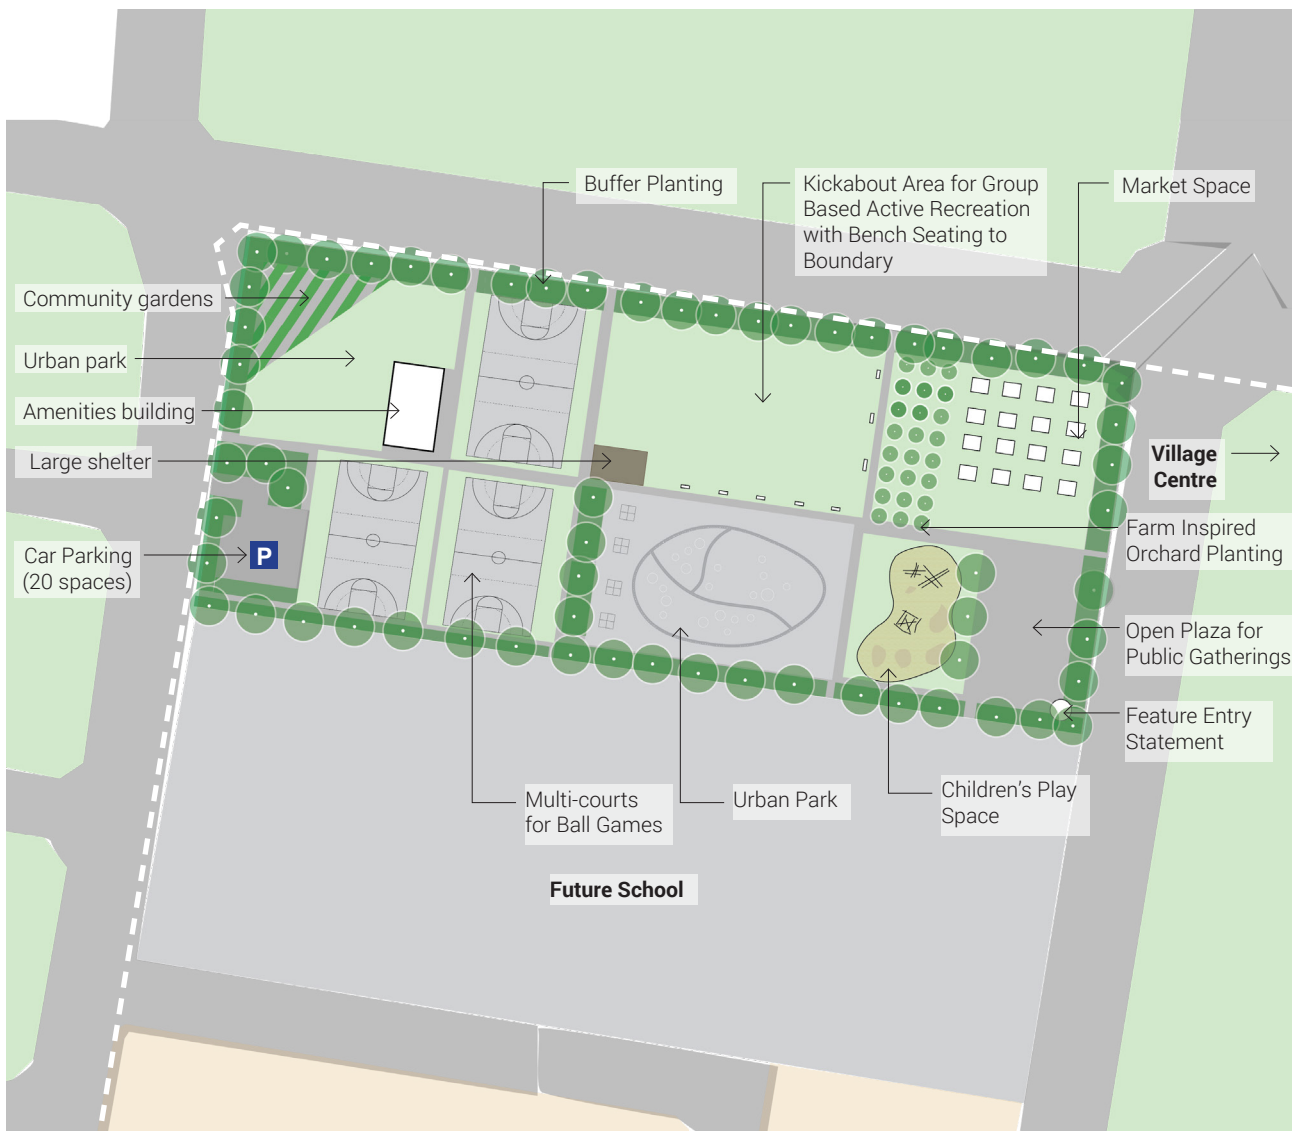 Buffer Planting
Kickabout Area for Group
Based Active Recreation
with Bench Seating to
Boundary
Market Space
Community gardens
Urban park
Amenities building
Large shelter
Village
Centre
Car Parking
(20 spaces)
P
Farm Inspired
Orchard Planting
Open Plaza for
Public Gatherings
Feature Entry
Statement
Multi-courts
for Ball Games
Urban Park
Children's Play
Space
Future School